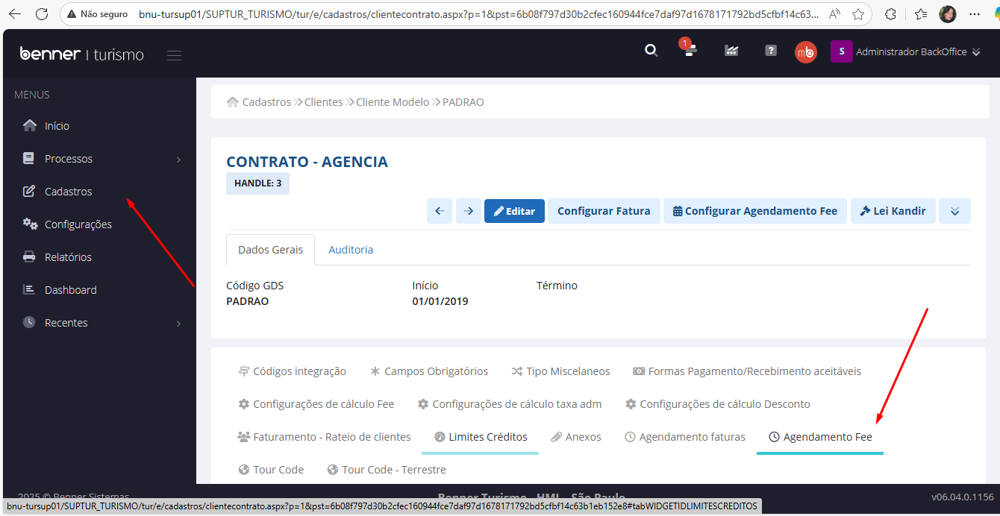 Não seguro
bnu-tursup01/SUPTUR_TURISMO/tur/e/cadastros/clientecontrato.aspx?p=1&pst=6b08f797d30b2cfec160944fce7daf97d1678171792bd5cfbf14c63...
benner | turismo
1
?
mb
S
Administrador BackOffice
MENUS
Início
Processos
Cadastros
Configurações
Relatórios
Dashboard
Recentes
Cadastros
Clientes
Cliente Modelo
PADRAO
CONTRATO - AGENCIA
HANDLE: 3
Editar
Configurar Fatura
Configurar Agendamento Fee
Lei Kandir
Dados Gerais
Auditoria
Código GDS
Início
Término
PADRAO
01/01/2019
Códigos integração
Campos Obrigatórios
Tipo Miscelaneos
Formas Pagamento/Recebimento aceitáveis
Configurações de cálculo Fee
Configurações de cálculo taxa adm
Configurações de cálculo Desconto
Faturamento - Rateio de clientes
Limites Créditos
Anexos
Agendamento faturas
Agendamento Fee
Tour Code
Tour Code - Terrestre
2025 © Benner Sistemas
Benner Turismo - HML - São Paulo
v06.04.0.1156
bnu-tursup01/SUPTUR_TURISMO/tur/e/cadastros/clientecontrato.aspx?p=1&pst=6b08f797d30b2cfec160944fce7daf97d1678171792bd5cfbf14c63b1eb152e8#tabWIDGETIDLIMITESCREDITOS